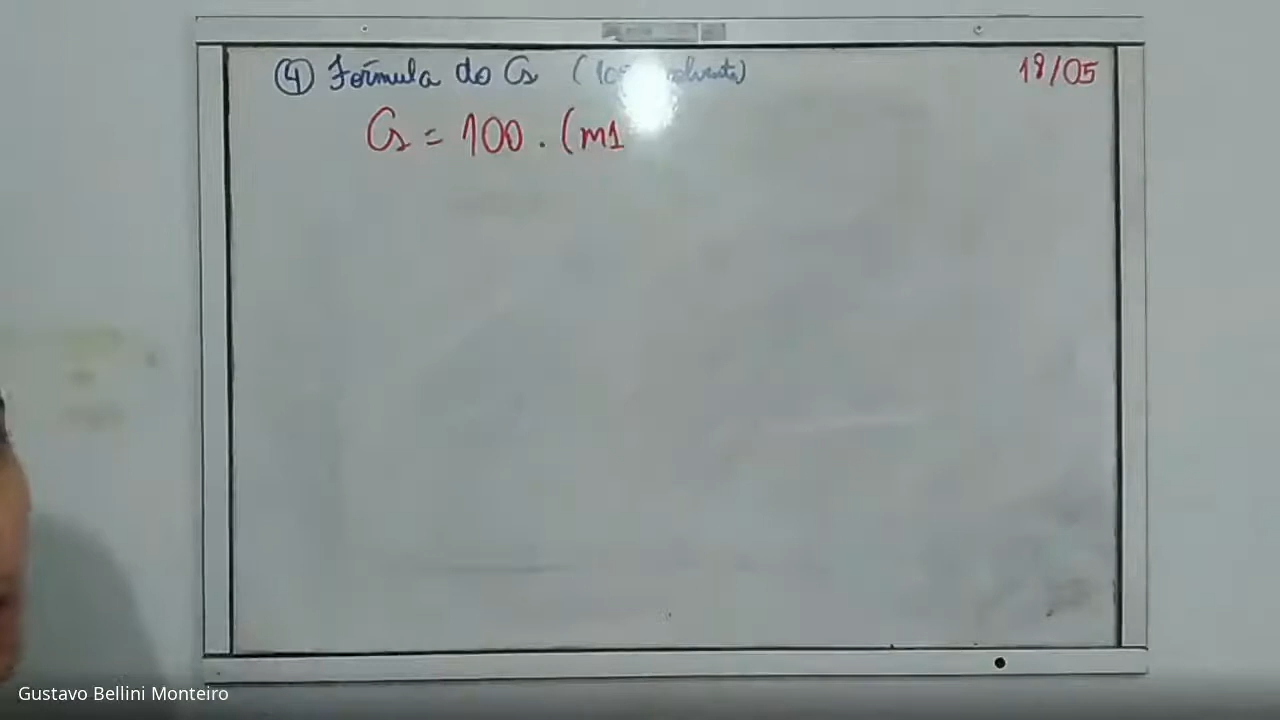 ④ Fórmula do Cs
18/05
Cs = 100 . (m1
Gustavo Bellini Monteiro